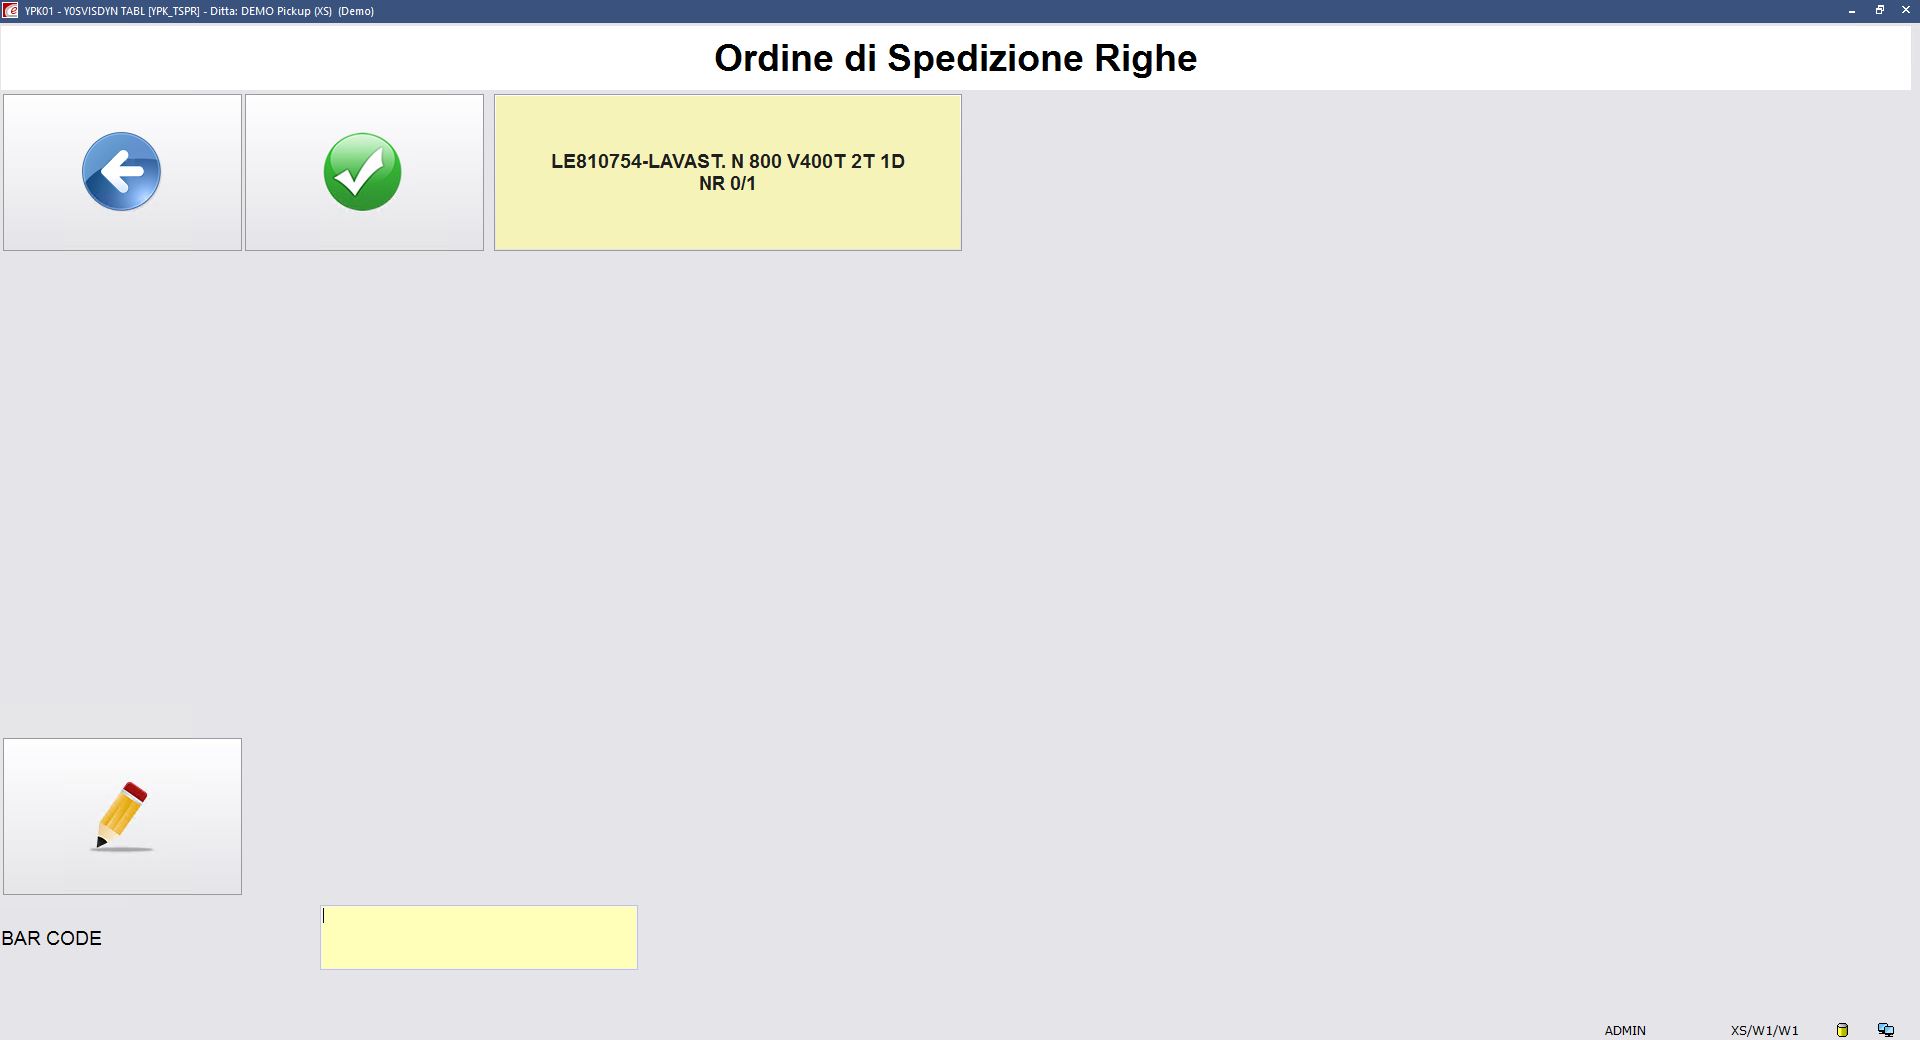 YPK01 - Y0SVISDYN TABL [YPK_TSPR] - Ditta: DEMO Pickup (XS)  (Demo)
Ordine di Spedizione Righe
LE810754-LAVAST. N 800 V400T 2T 1D
NR 0/1
BAR CODE
ADMIN
XS/W1/W1